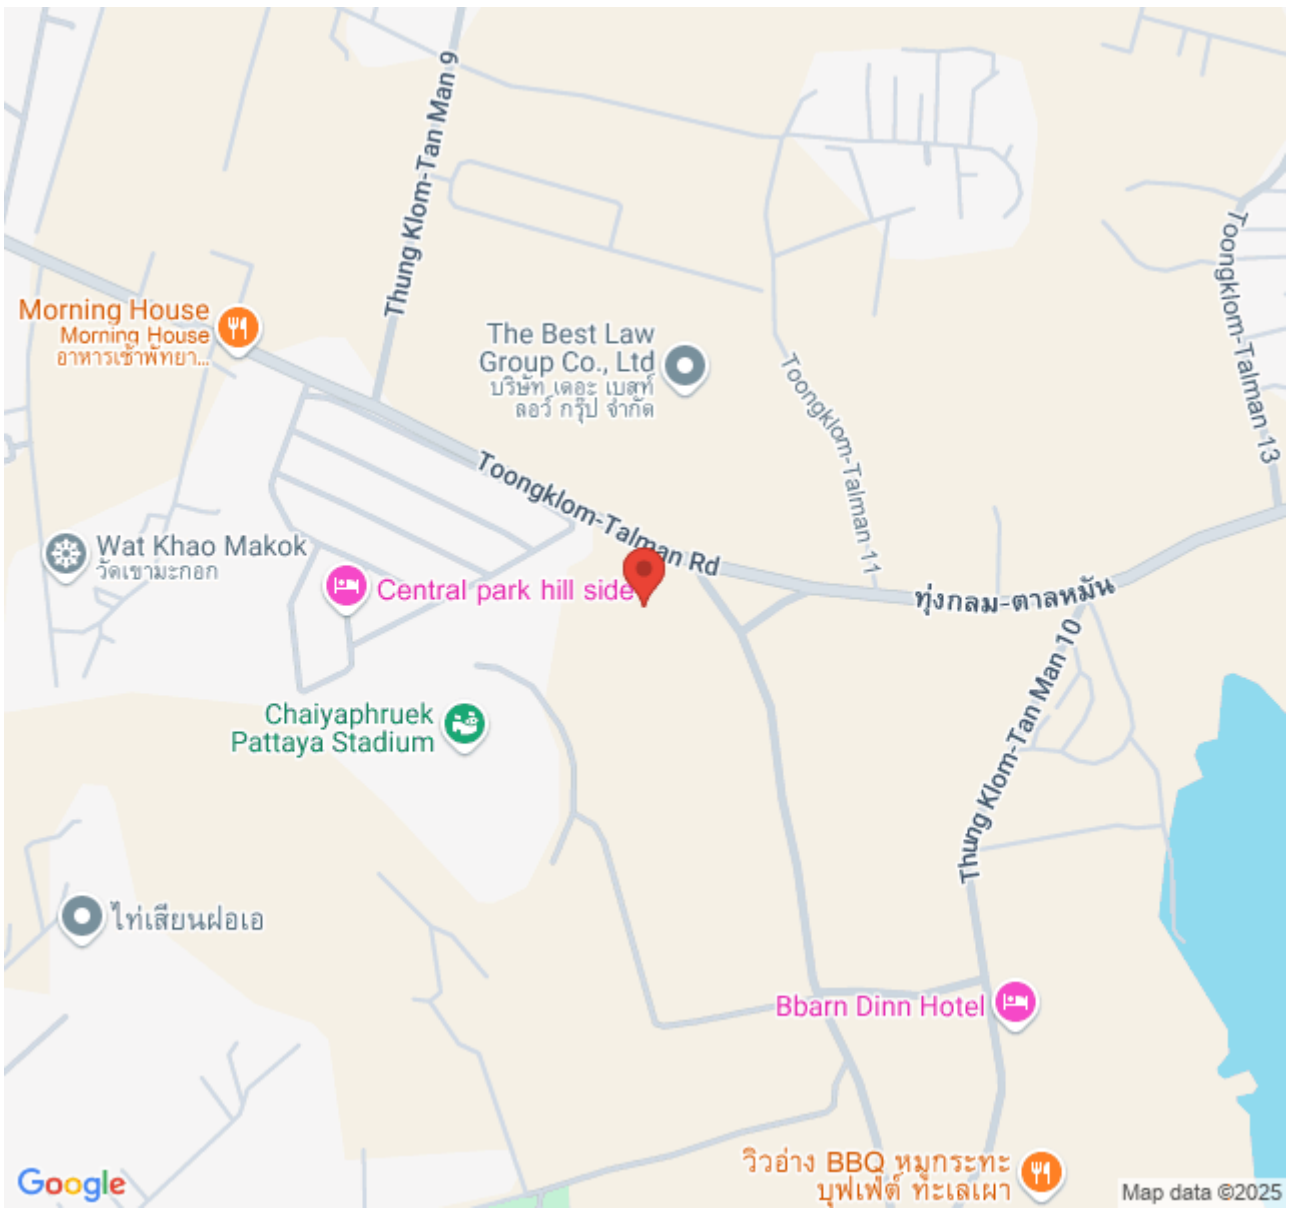 Thung Klom-Tan Man 9
Toongklom-Talman 13
Morning House
Morning House
อาหารเช้าพัทยา...
The Best Law
Group Co., Ltd
บริษัท เดอะ เบสท์
ลอว์ กรุ๊ป จำกัด
Toongklom-Talman 11
Toongklom-Talman Rd
Wat Khao Makok
วัดเขามะกอก
Central park hill side
ทุ่งกลม-ตาลหมัน
Thung Klom-Tan Man 10
Chaiyaphruek
Pattaya Stadium
ไท่เสียนฝอเอ
Bbarn Dinn Hotel
วิวอ่าง BBQ หมูกระทะ
บุฟเฟ่ต์ ทะเลเผา
Google
Map data ©2025